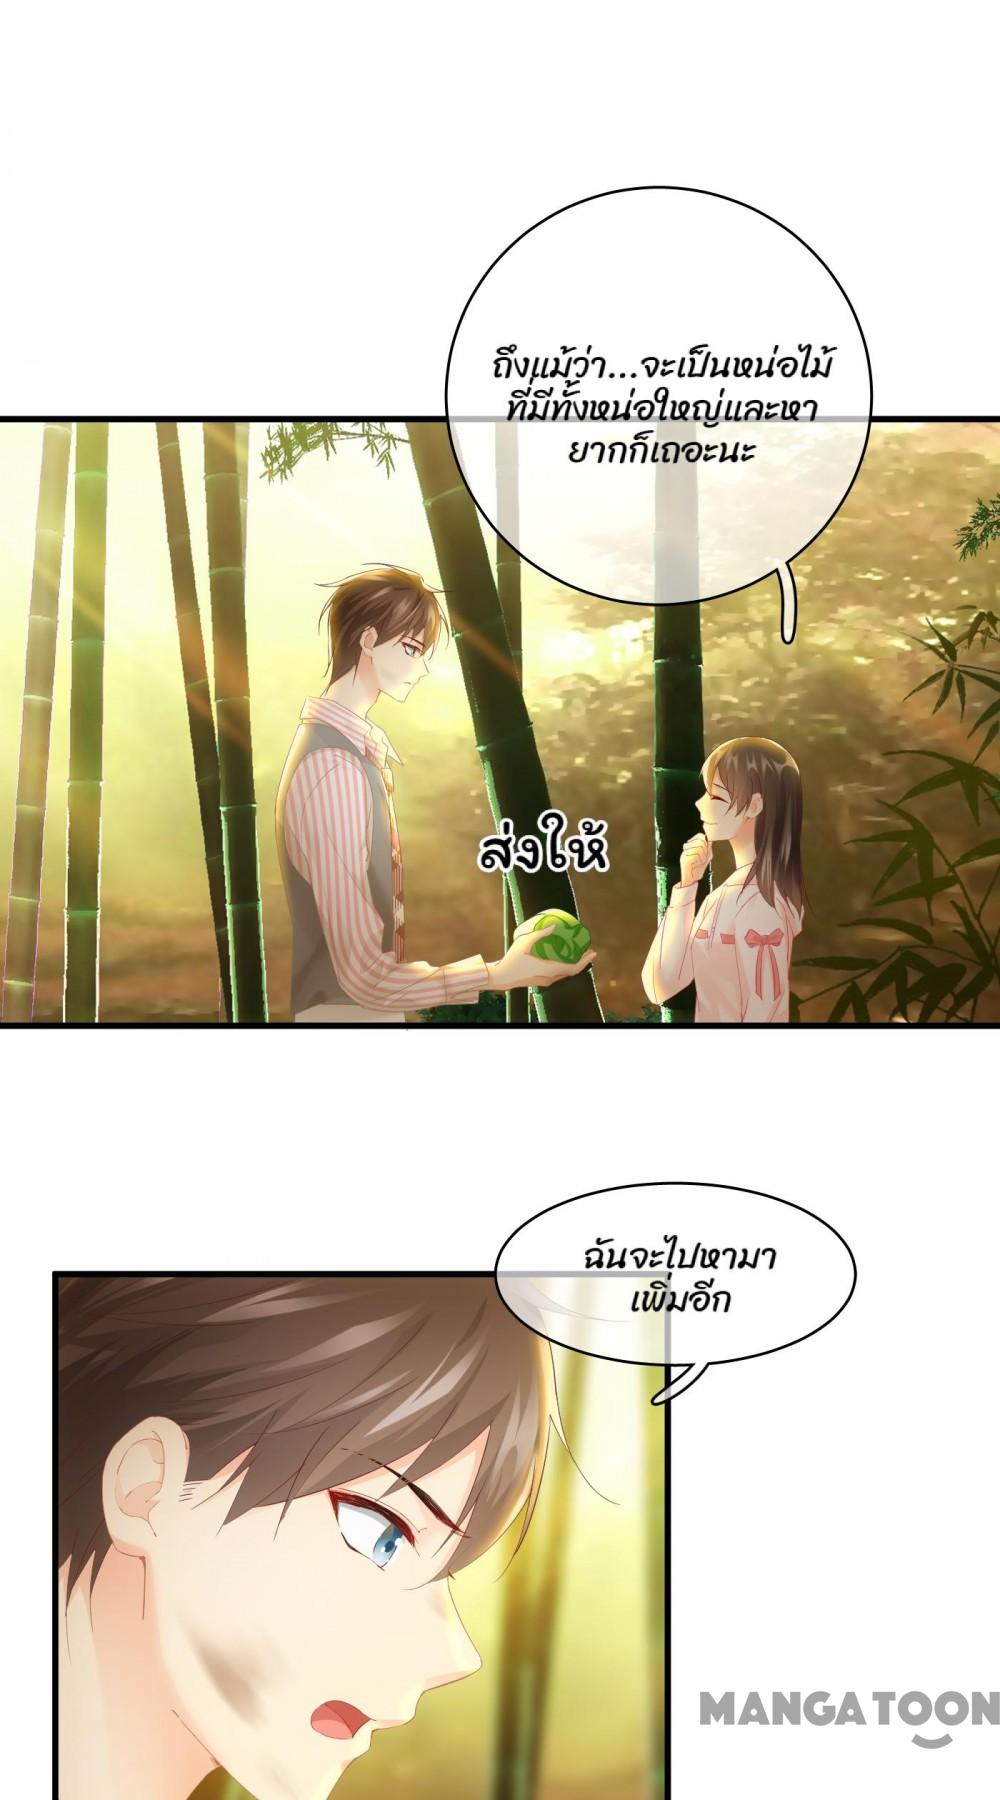 ถึงแม้ว่า...จะเป็นหน่อไม้
ที่มีทั้งหน่อใหญ่และหา
ยากก็เถอะนะ
ส่งให้
ฉันจะไปหามา
เพิ่มอีก
MANGATOON